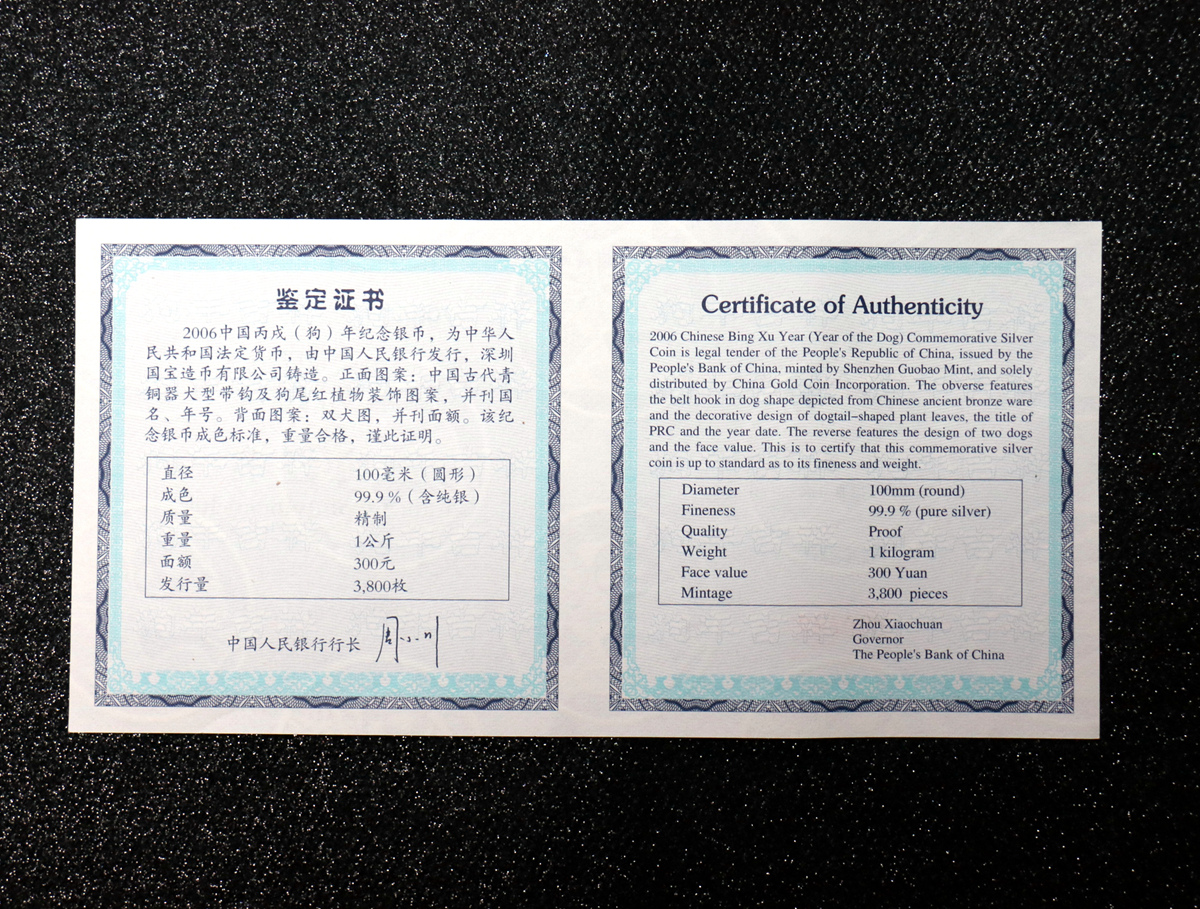 鉴定证书
2006中国丙戌（狗）年纪念银币，为中华人
民共和国法定货币，由中国人民银行发行，深圳
国宝造币有限公司铸造。正面图案：中国古代青
铜器犬型带钩及狗尾红植物装饰图案，并刊国
名、年号。背面图案：双犬图，并刊面额。该纪
念银币成色标准，重量合格，谨此证明。
直径 100毫米（圆形）
成色 99.9%（含纯银）
质量 精制
重量 1公斤
面额 300元
发行量 3,800枚
中国人民银行行长 周小川
Certificate of Authenticity
2006 Chinese Bing Xu Year (Year of the Dog) Commemorative Silver
Coin is legal tender of the People's Republic of China, issued by the
People's Bank of China, minted by Shenzhen Guobao Mint, and solely
distributed by China Gold Coin Incorporation. The obverse features
the belt hook in dog shape depicted from Chinese ancient bronze ware
and the decorative design of dogtail–shaped plant leaves, the title of
PRC and the year date. The reverse features the design of two dogs
and the face value. This is to certify that this commemorative silver
coin is up to standard as to its fineness and weight.
Diameter 100mm (round)
Fineness 99.9 % (pure silver)
Quality Proof
Weight 1 kilogram
Face value 300 Yuan
Mintage 3,800 pieces
Zhou Xiaochuan
Governor
The People's Bank of China